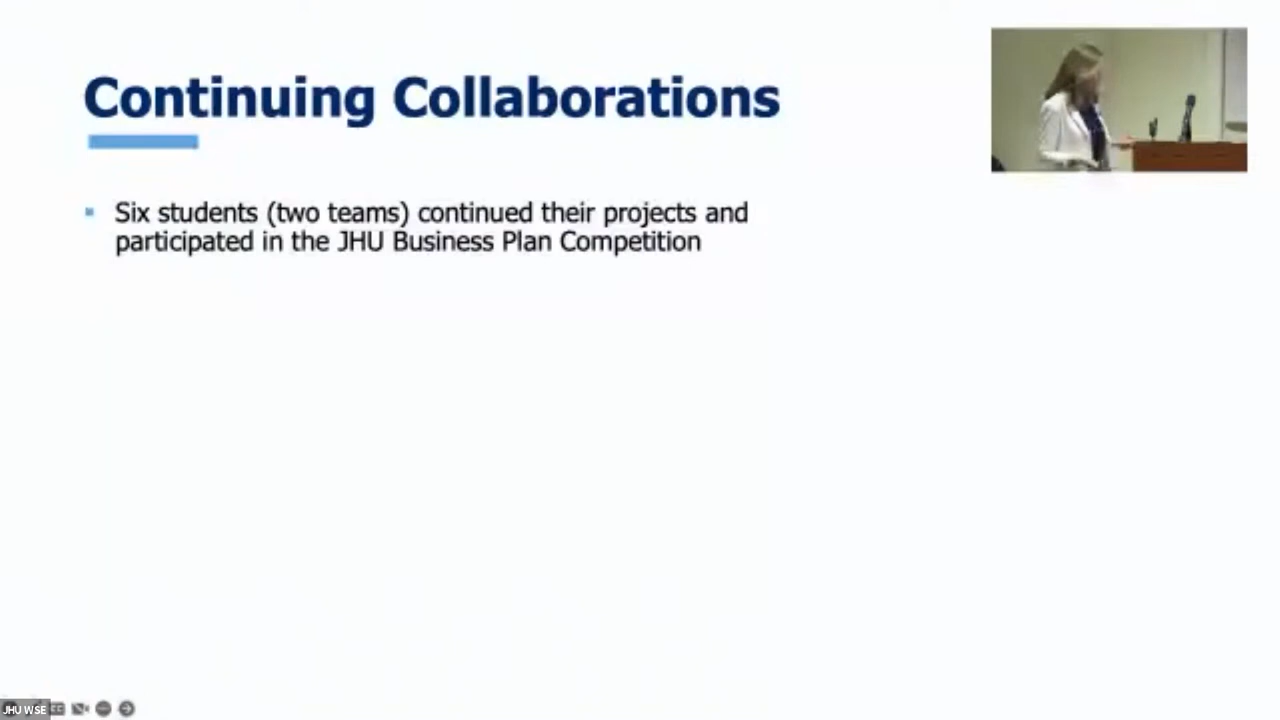 Continuing Collaborations
Six students (two teams) continued their projects and
participated in the JHU Business Plan Competition
JHU WSE